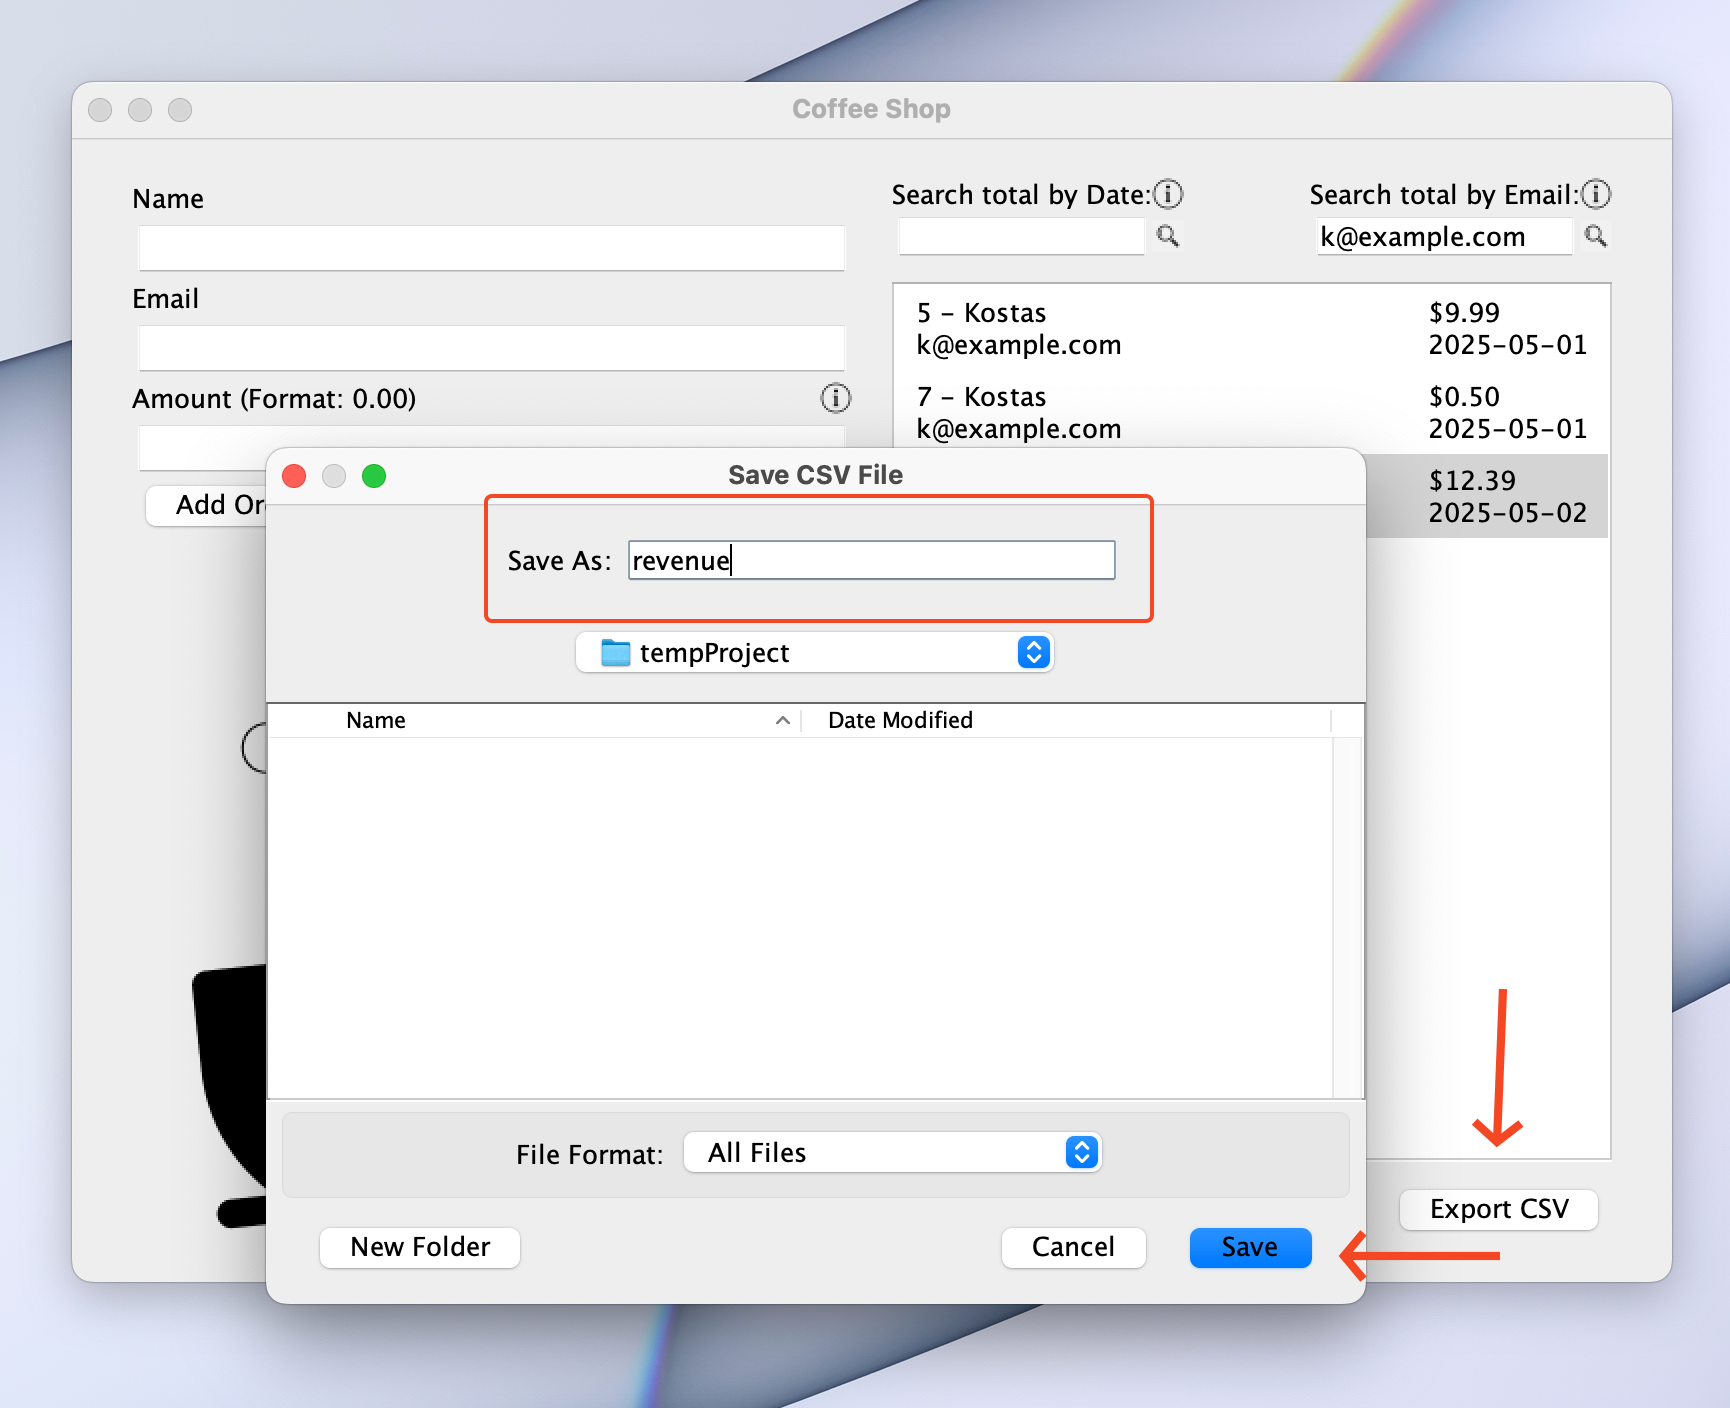 Coffee Shop
Name
Email
Amount (Format: 0.00)
Add Or
Search total by Date:
Search total by Email:
k@example.com
5 – Kostas $9.99
k@example.com 2025-05-01
7 – Kostas $0.50
k@example.com 2025-05-01
$12.39
2025-05-02
Save CSV File
Save As: revenue
tempProject
Name Date Modified
File Format: All Files
New Folder Cancel Save
Export CSV